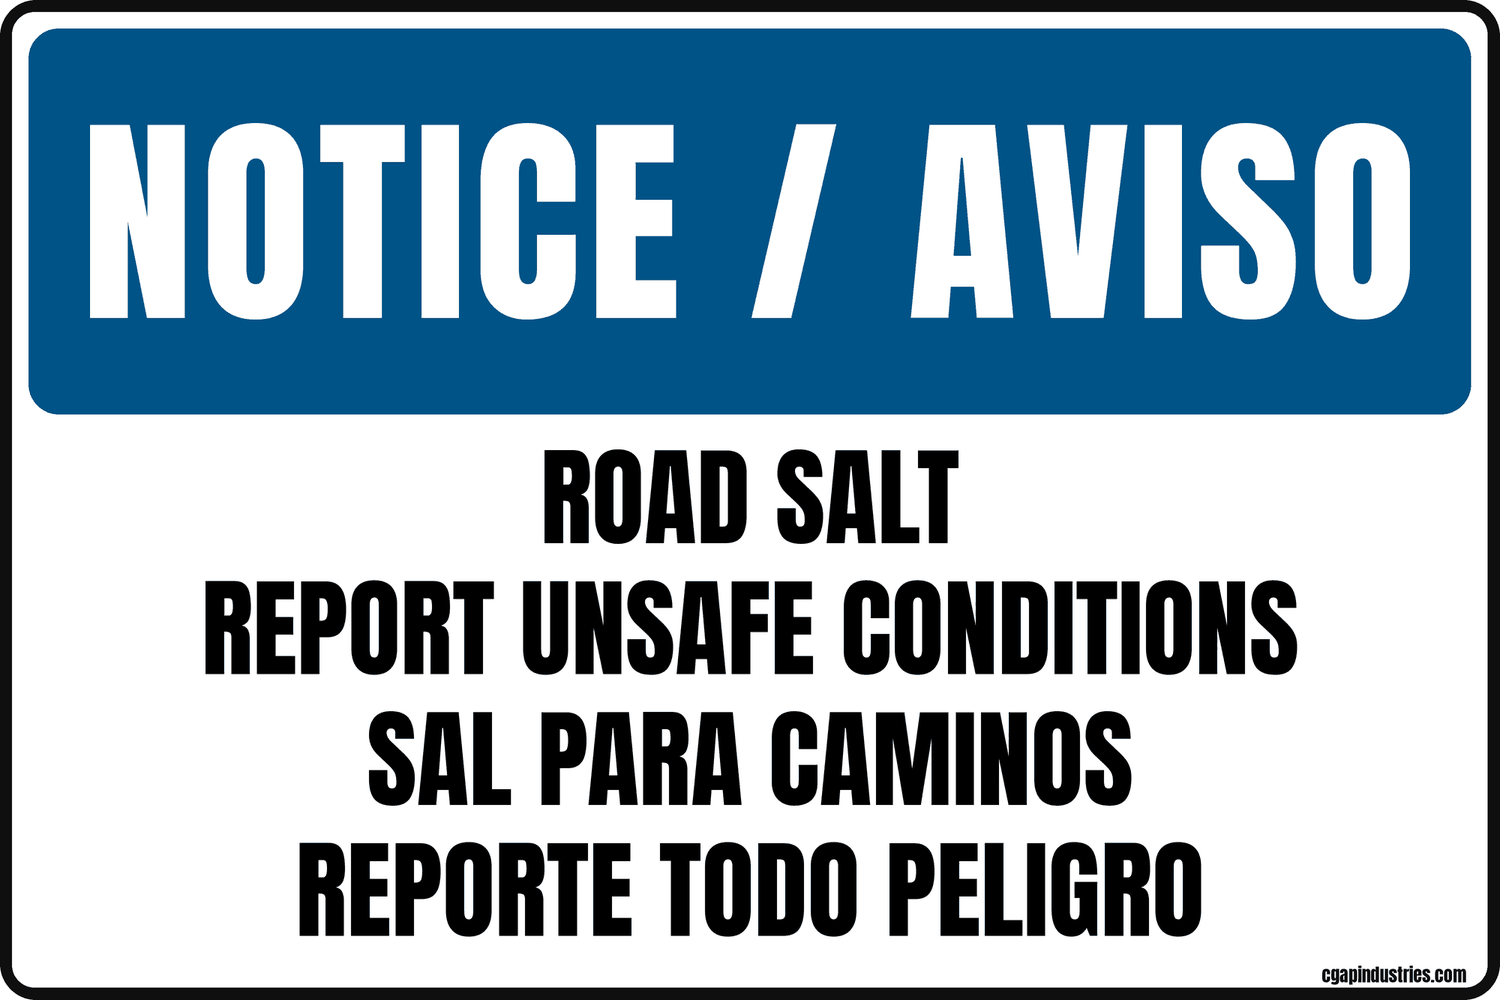 NOTICE / AVISO
ROAD SALT
REPORT UNSAFE CONDITIONS
SAL PARA CAMINOS
REPORTE TODO PELIGRO
cgapindustries.com